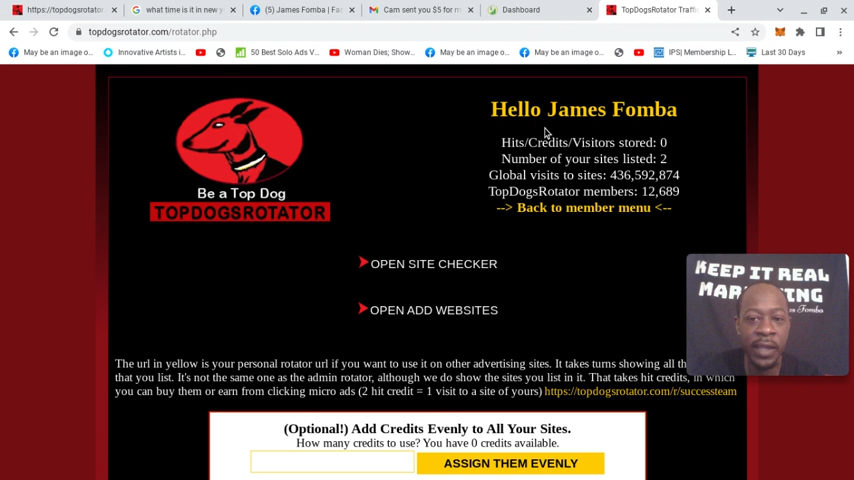 https://topdogsrotator.
what time is it in new y
(5) James Fomba | Fac
Cam sent you $5 for m
Dashboard
TopDogsRotator Traffi
topdogsrotator.com/rotator.php
May be an image o...
Innovative Artists i...
50 Best Solo Ads V...
Woman Dies; Show...
May be an image o...
May be an image o...
IPS| Membership L...
Last 30 Days
»
Hello James Fomba
Hits/Credits/Visitors stored: 0
Number of your sites listed: 2
Global visits to sites: 436,592,874
TopDogsRotator members: 12,689
--> Back to member menu <--
Be a Top Dog
TOPDOGSROTATOR
OPEN SITE CHECKER
OPEN ADD WEBSITES
KEEP IT REAL
MAR
ING
es Fomba
The url in yellow is your personal rotator url if you want to use it on other advertising sites. It takes turns showing all
that you list. It's not the same one as the admin rotator, although we do show the sites you list in it. That takes hit credits, in which
you can buy them or earn from clicking micro ads (2 hit credit = 1 visit to a site of yours) https://topdogsrotator.com/r/successteam
(Optional!) Add Credits Evenly to All Your Sites.
How many credits to use? You have 0 credits available.
ASSIGN THEM EVENLY